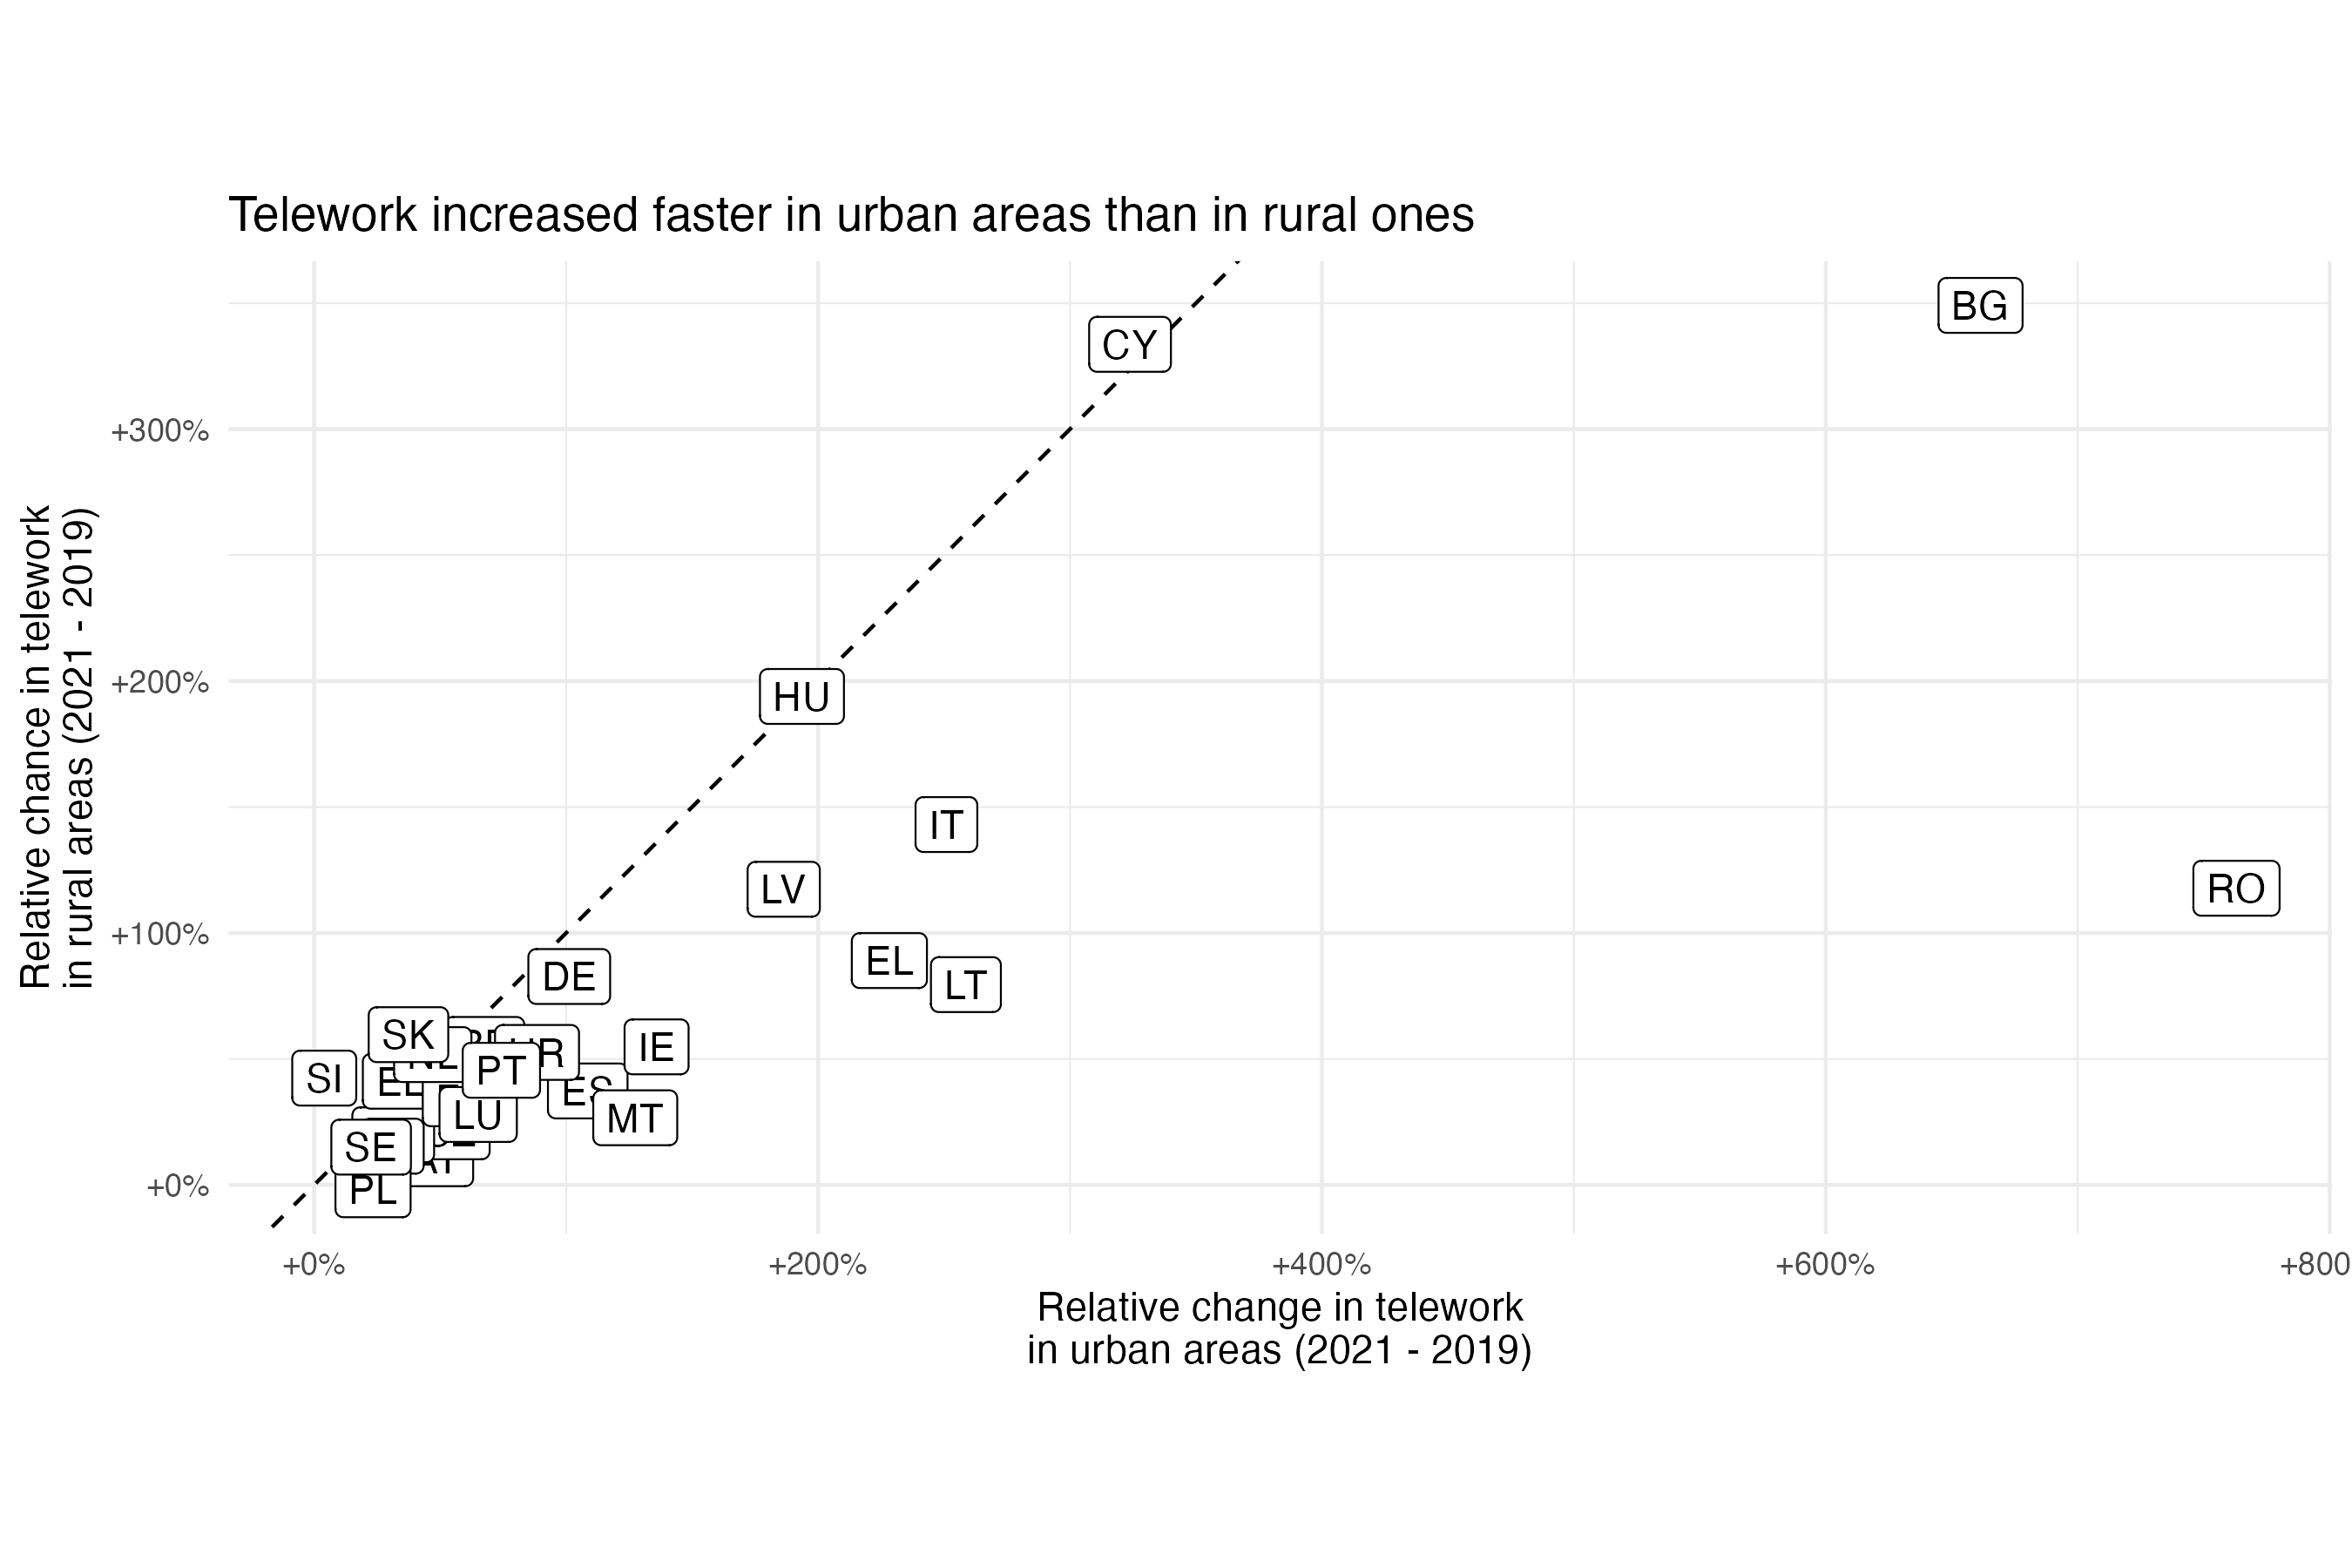 Telework increased faster in urban areas than in rural ones
Relative chance in telework
in rural areas (2021 - 2019)
+300%
+200%
+100%
+0%
BG
CY
HU
IT
LV
RO
EL
LT
DE
SK
IE
PT
SI
ES
LU
MT
SE
PL
+0%
+200%
+400%
+600%
+800
Relative change in telework
in urban areas (2021 - 2019)